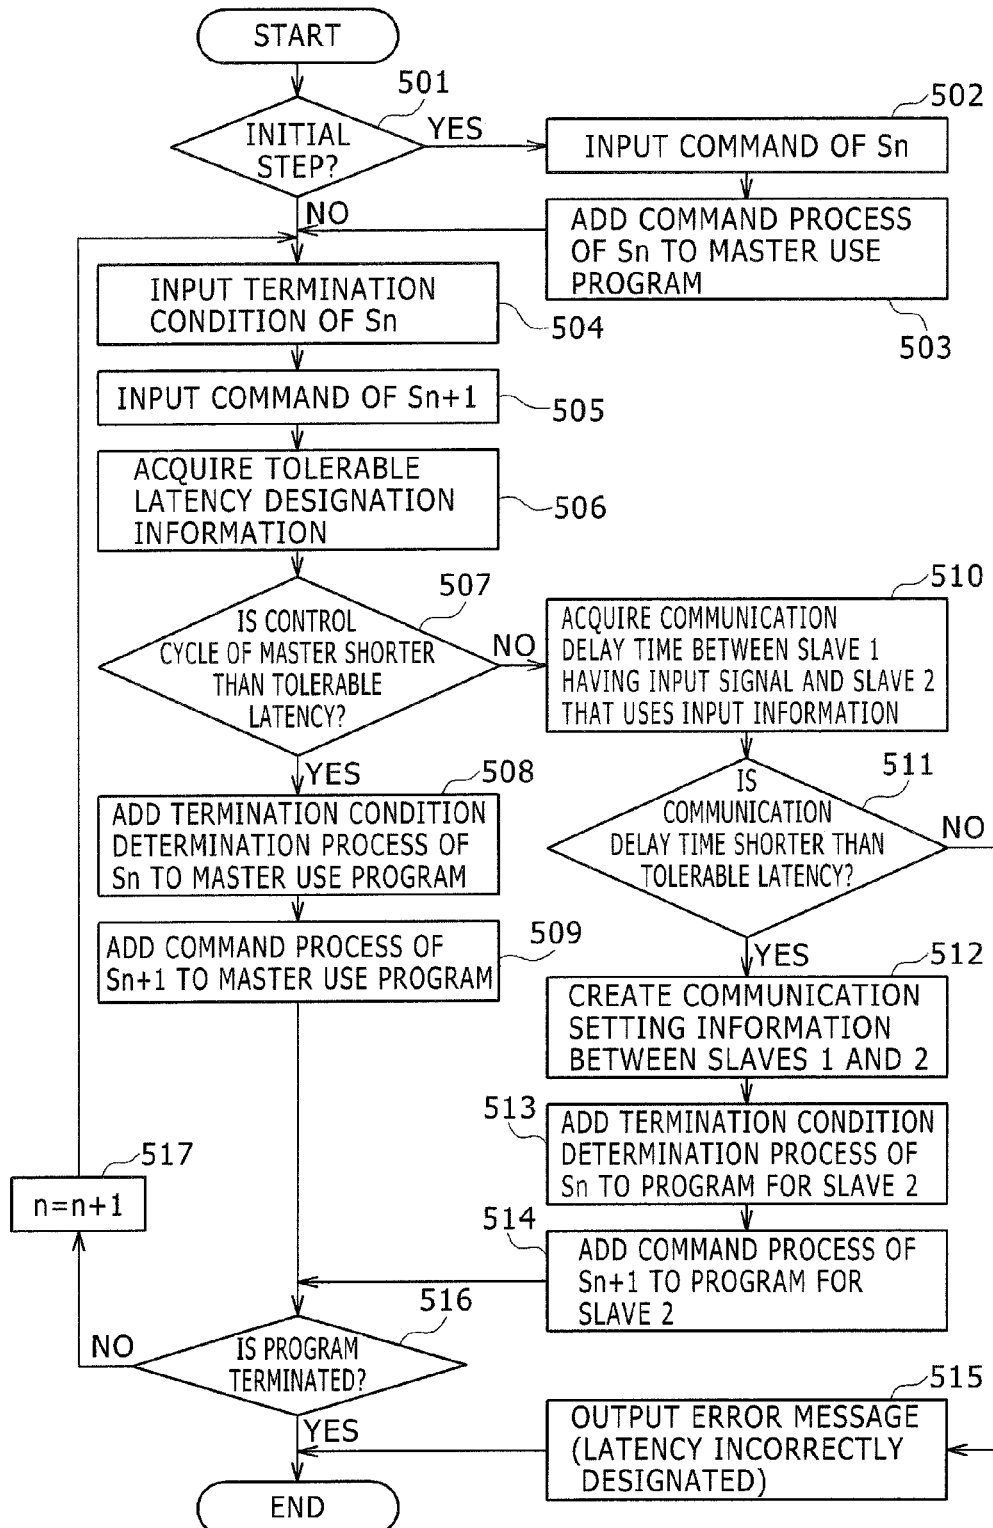 START
501
INITIAL
STEP?
YES
NO
502
INPUT COMMAND OF Sn
ADD COMMAND PROCESS
OF Sn TO MASTER USE
PROGRAM
503
INPUT TERMINATION
CONDITION OF Sn
504
INPUT COMMAND OF Sn+1
505
ACQUIRE TOLERABLE
LATENCY DESIGNATION
INFORMATION
506
507
IS CONTROL
CYCLE OF MASTER SHORTER
THAN TOLERABLE
LATENCY?
NO
YES
510
ACQUIRE COMMUNICATION
DELAY TIME BETWEEN SLAVE 1
HAVING INPUT SIGNAL AND SLAVE 2
THAT USES INPUT INFORMATION
508
ADD TERMINATION CONDITION
DETERMINATION PROCESS OF
Sn TO MASTER USE PROGRAM
511
IS
COMMUNICATION
DELAY TIME SHORTER THAN
TOLERABLE LATENCY?
NO
YES
509
ADD COMMAND PROCESS OF
Sn+1 TO MASTER USE PROGRAM
512
CREATE COMMUNICATION
SETTING INFORMATION
BETWEEN SLAVES 1 AND 2
513
ADD TERMINATION CONDITION
DETERMINATION PROCESS OF
Sn TO PROGRAM FOR SLAVE 2
517
n=n+1
514
ADD COMMAND PROCESS OF
Sn+1 TO PROGRAM FOR
SLAVE 2
516
IS PROGRAM
TERMINATED?
NO
YES
515
OUTPUT ERROR MESSAGE
(LATENCY INCORRECTLY
DESIGNATED)
END